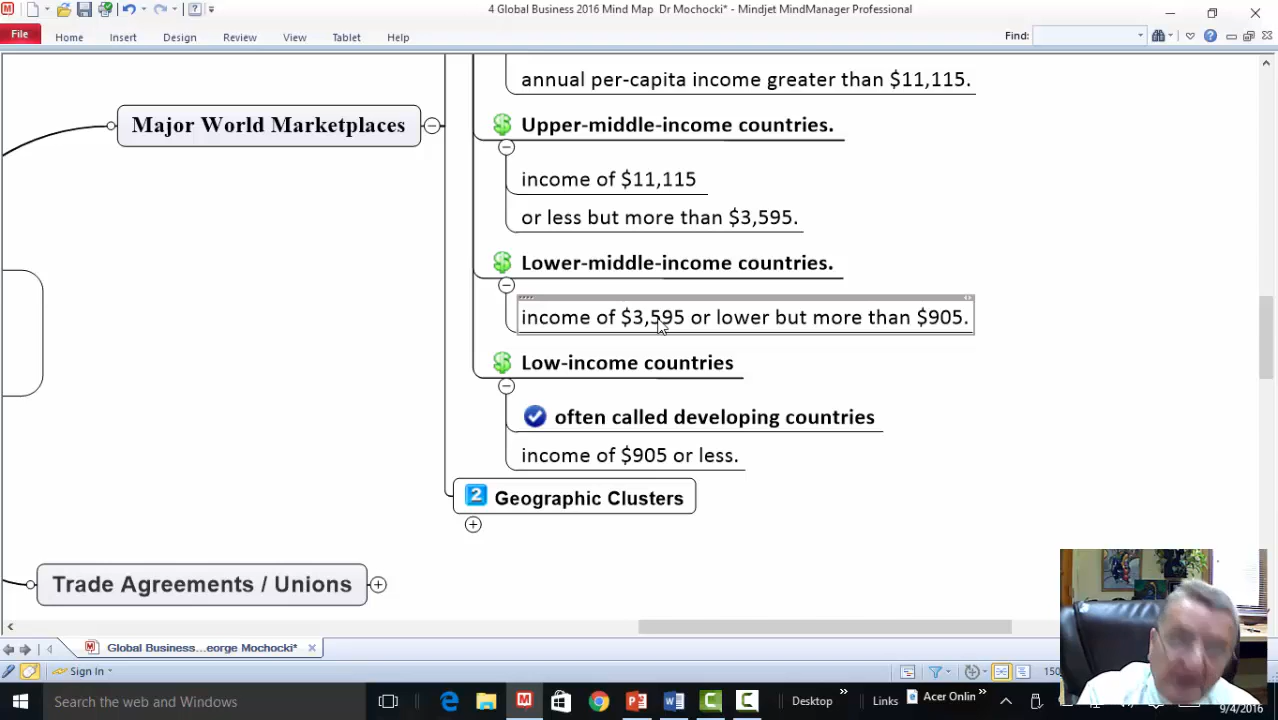 4 Global Business 2016 Mind Map Dr Mochocki* - Mindjet MindManager Professional
File Home Insert Design Review View Tablet Help Find:
annual per-capita income greater than $11,115.
Major World Marketplaces
Upper-middle-income countries.
income of $11,115
or less but more than $3,595.
Lower-middle-income countries.
income of $3,595 or lower but more than $905.
Low-income countries
often called developing countries
income of $905 or less.
2 Geographic Clusters
Trade Agreements / Unions
Global Business...eorge Mochocki*
Sign In
Search the web and Windows
Desktop
Links
Acer Onlin
9/4/2016